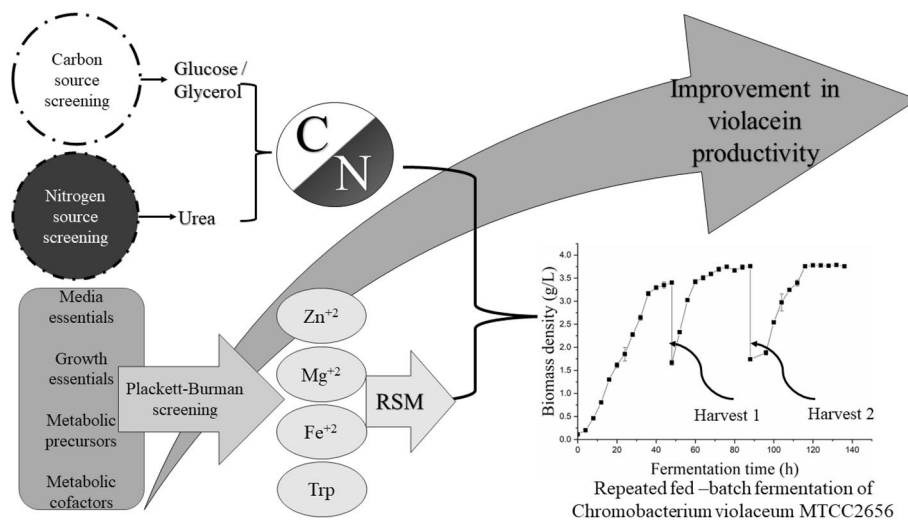 Carbon
source
screening
Glucose /
Glycerol
C
N
Nitrogen
source
screening
Urea
Improvement in
violacein
productivity
Media
essentials
Growth
essentials
Metabolic
precursors
Metabolic
cofactors
Plackett-Burman
screening
Zn+2
Mg+2
Fe+2
Trp
RSM
Biomass density (g/L)
4.0
3.5
3.0
2.5
2.0
1.5
1.0
0.5
0.0
0 20 40 60 80 100 120 140
Harvest 1
Harvest 2
Fermentation time (h)
Repeated fed –batch fermentation of
Chromobacterium violaceum MTCC2656